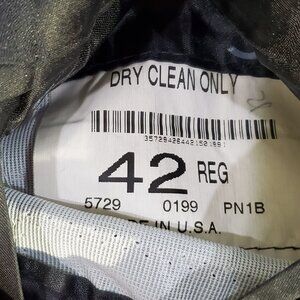 DRY CLEAN ONLY
42 REG
5729 0199 PN1B
IN U.S.A.